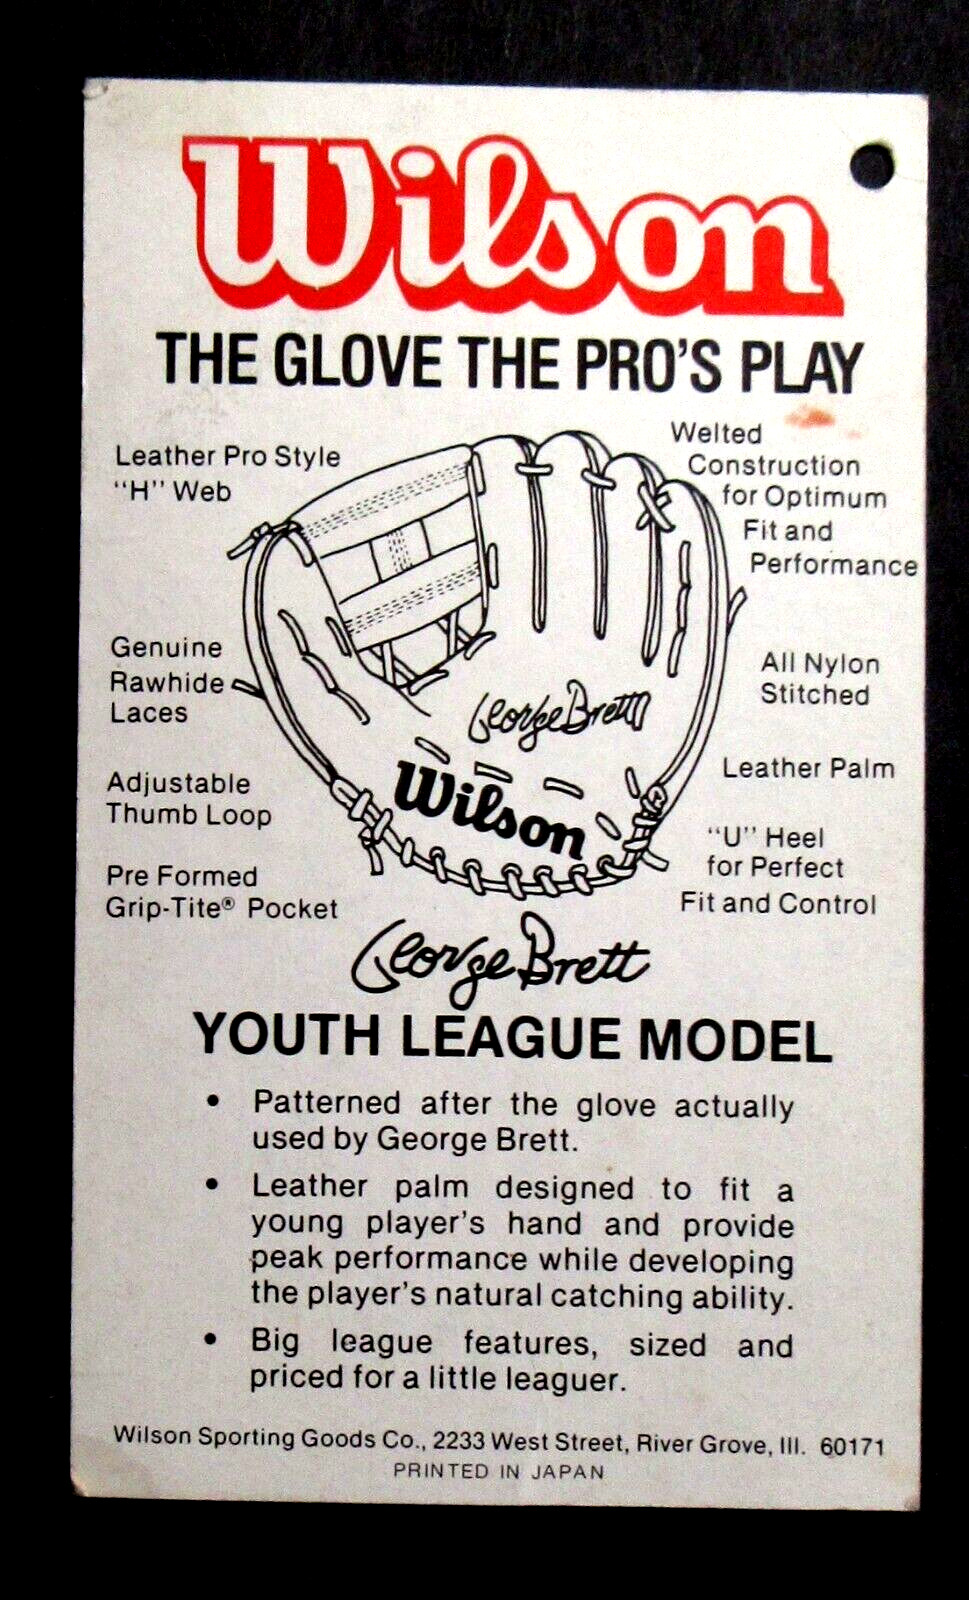 Wilson
THE GLOVE THE PRO'S PLAY
Leather Pro Style
"H" Web
Genuine
Rawhide
Laces
Adjustable
Thumb Loop
Pre Formed
Grip-Tite® Pocket
Welted
Construction
for Optimum
Fit and
Performance
All Nylon
Stitched
Leather Palm
"U" Heel
for Perfect
Fit and Control
George Brett
Wilson
George Brett
YOUTH LEAGUE MODEL
• Patterned after the glove actually
used by George Brett.
• Leather palm designed to fit a
young player's hand and provide
peak performance while developing
the player's natural catching ability.
• Big league features, sized and
priced for a little leaguer.
Wilson Sporting Goods Co., 2233 West Street, River Grove, Ill. 60171
PRINTED IN JAPAN